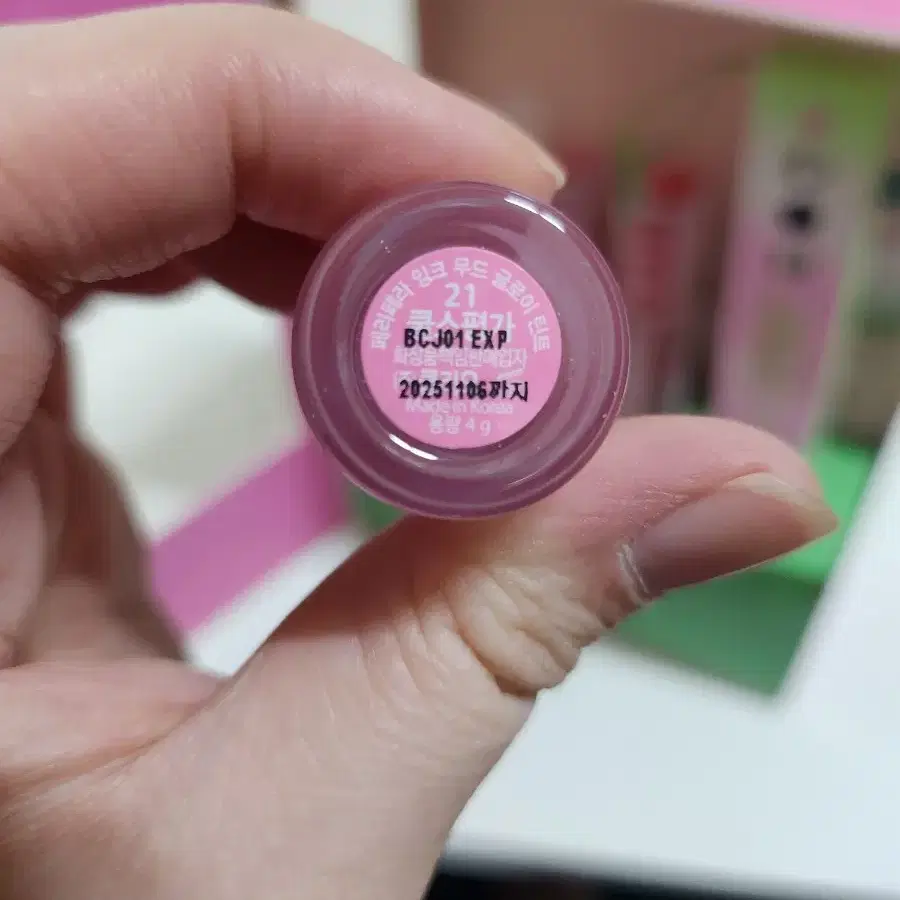 페리페라 잉크 무드 글로이 틴트
21
쿨소평가
BCJ01 EXP
화장품책임판매업자
20251106까지
Made in Korea
용량 4 g